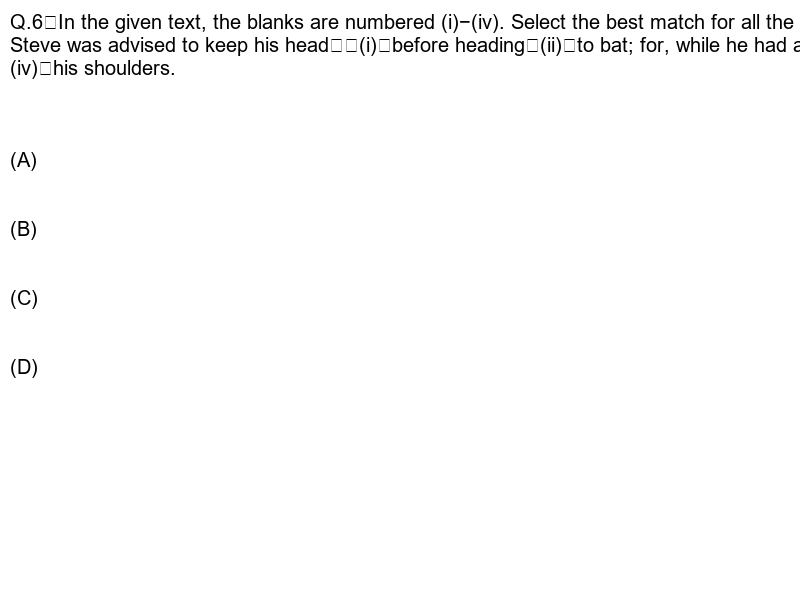 Q.6□In the given text, the blanks are numbered (i)−(iv). Select the best match for all the
Steve was advised to keep his head□□(i)□before heading□(ii)□to bat; for, while he had a
(iv)□his shoulders.
(A)
(B)
(C)
(D)